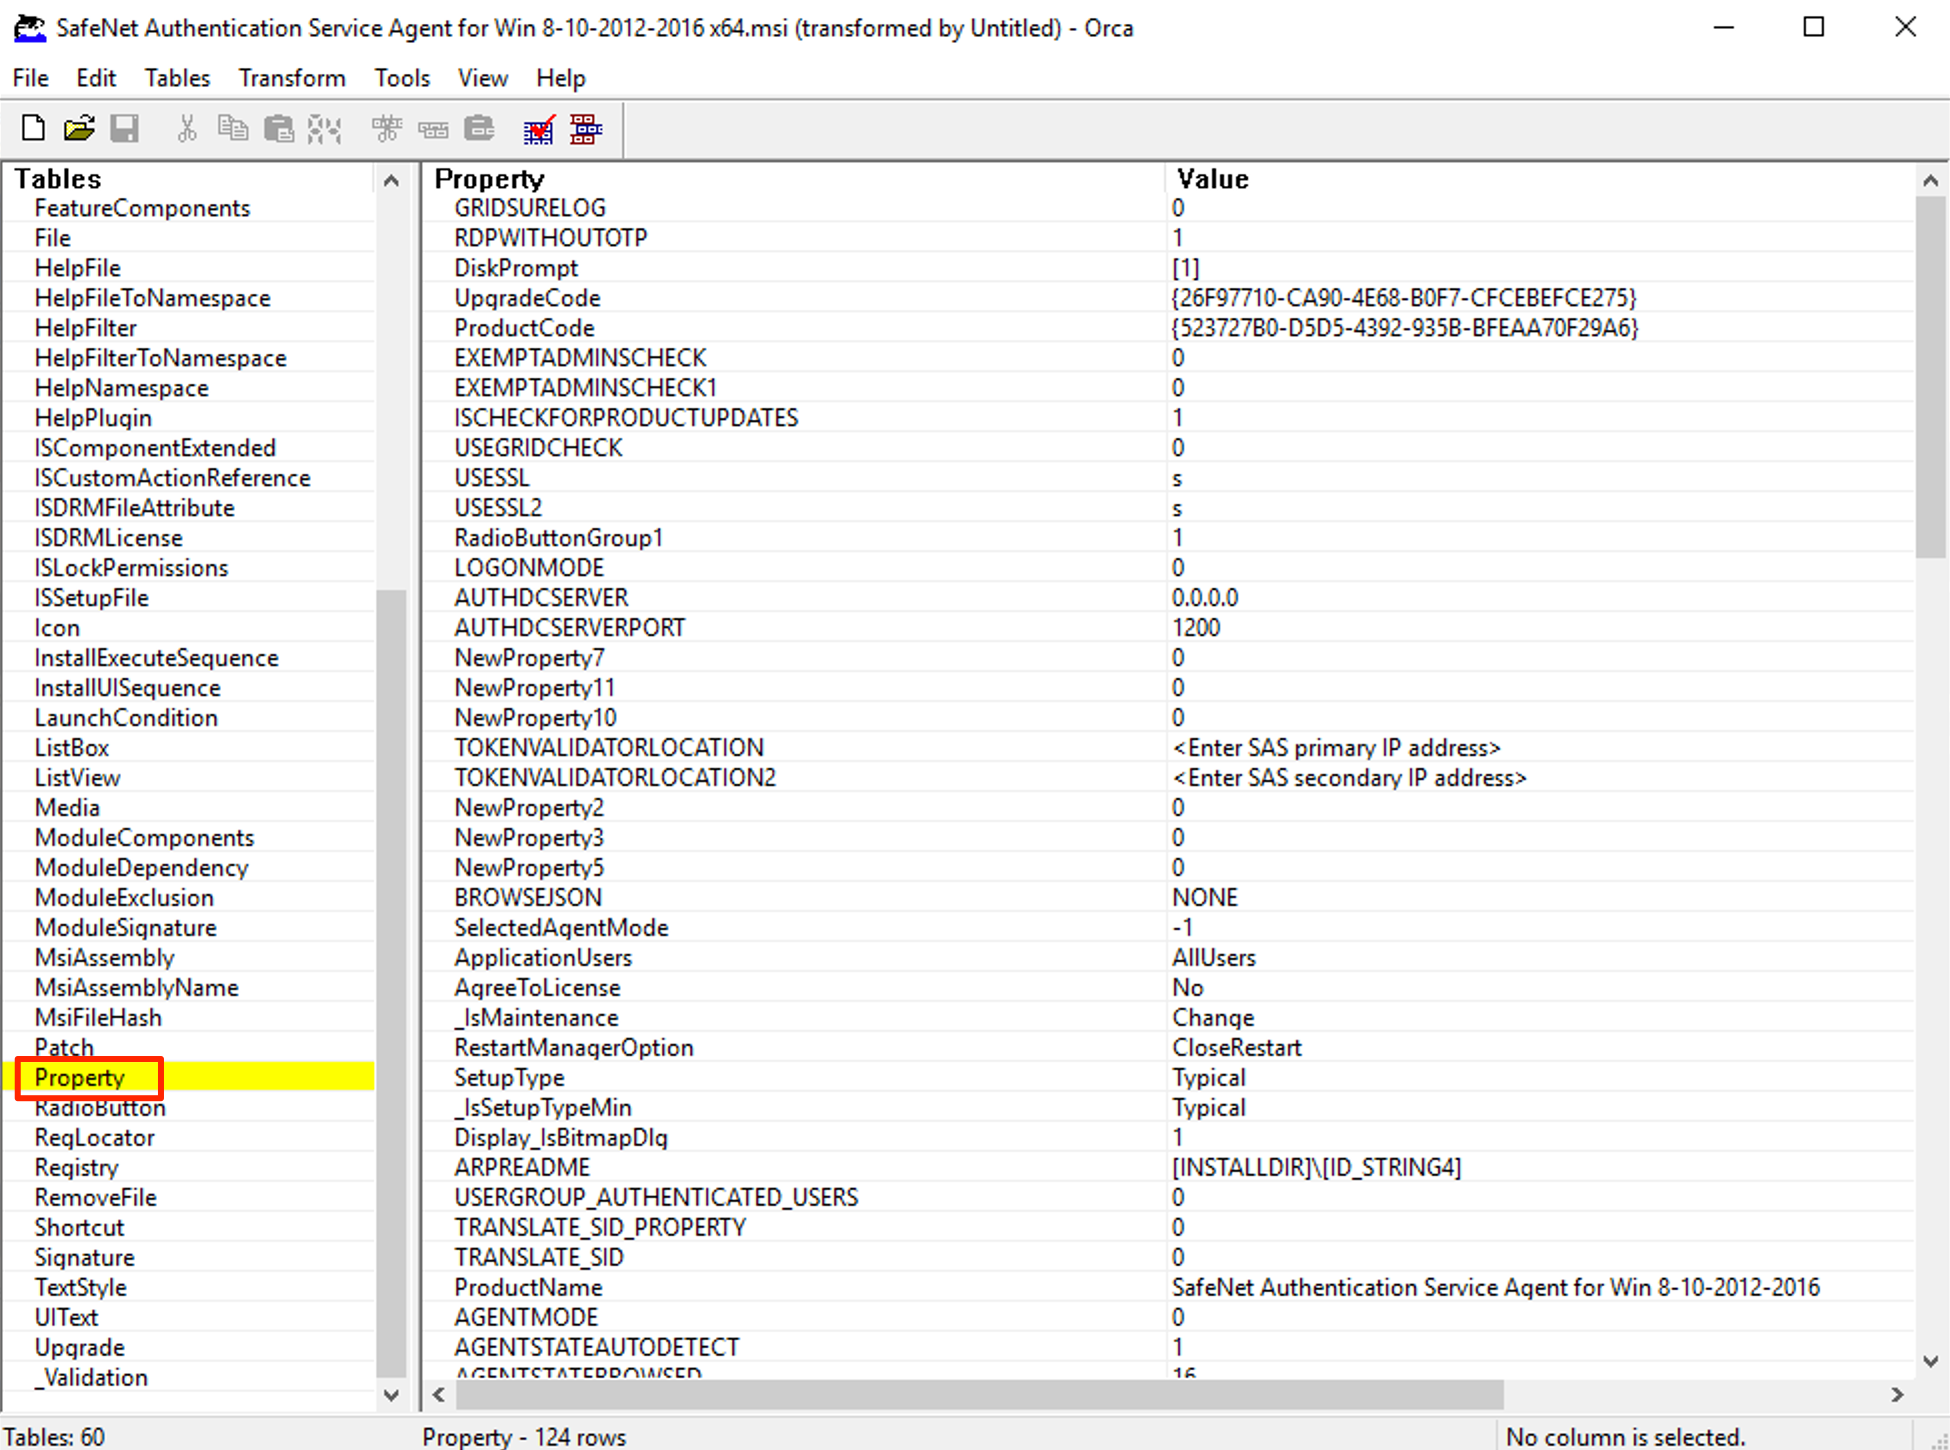 SafeNet Authentication Service Agent for Win 8-10-2012-2016 x64.msi (transformed by Untitled) - Orca
File Edit Tables Transform Tools View Help
Tables
FeatureComponents
File
HelpFile
HelpFileToNamespace
HelpFilter
HelpFilterToNamespace
HelpNamespace
HelpPlugin
ISComponentExtended
ISCustomActionReference
ISDRMFileAttribute
ISDRMLicense
ISLockPermissions
ISSetupFile
Icon
InstallExecuteSequence
InstallUISequence
LaunchCondition
ListBox
ListView
Media
ModuleComponents
ModuleDependency
ModuleExclusion
ModuleSignature
MsiAssembly
MsiAssemblyName
MsiFileHash
Patch
Property
RadioButton
RegLocator
Registry
RemoveFile
Shortcut
Signature
TextStyle
UIText
Upgrade
_Validation
Property Value
GRIDSURELOG 0
RDPWITHOUTOTP 1
DiskPrompt [1]
UpgradeCode {26F97710-CA90-4E68-B0F7-CFCEBEFCE275}
ProductCode {523727B0-D5D5-4392-935B-BFEAA70F29A6}
EXEMPTADMINSCHECK 0
EXEMPTADMINSCHECK1 0
ISCHECKFORPRODUCTUPDATES 1
USEGRIDCHECK 0
USESSL s
USESSL2 s
RadioButtonGroup1 1
LOGONMODE 0
AUTHDCSERVER 0.0.0.0
AUTHDCSERVERPORT 1200
NewProperty7 0
NewProperty11 0
NewProperty10 0
TOKENVALIDATORLOCATION <Enter SAS primary IP address>
TOKENVALIDATORLOCATION2 <Enter SAS secondary IP address>
NewProperty2 0
NewProperty3 0
NewProperty5 0
BROWSEJSON NONE
SelectedAgentMode -1
ApplicationUsers AllUsers
AgreeToLicense No
_IsMaintenance Change
RestartManagerOption CloseRestart
SetupType Typical
_IsSetupTypeMin Typical
Display_IsBitmapDlg 1
ARPREADME [INSTALLDIR]\[ID_STRING4]
USERGROUP_AUTHENTICATED_USERS 0
TRANSLATE_SID_PROPERTY 0
TRANSLATE_SID 0
ProductName SafeNet Authentication Service Agent for Win 8-10-2012-2016
AGENTMODE 0
AGENTSTATEAUTODETECT 1
AGENTSTATEBROWSED 16
Tables: 60 Property - 124 rows No column is selected.